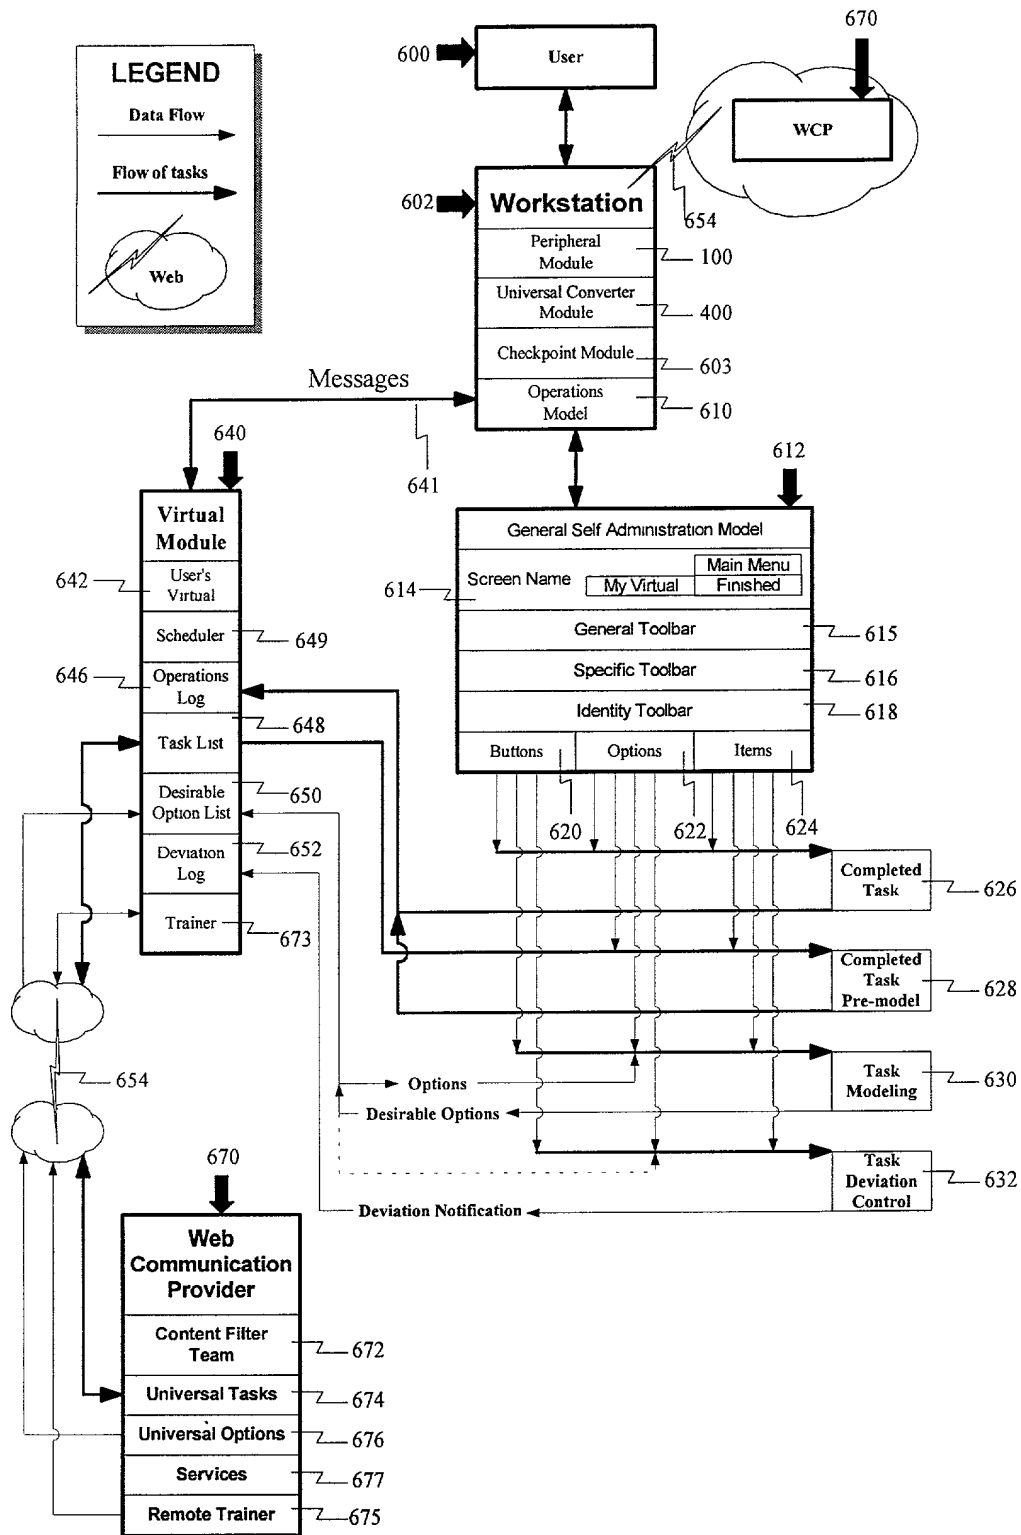 LEGEND
Data Flow
Flow of tasks
Web
600
User
670
WCP
602
Workstation
654
Peripheral
Module
100
Universal Converter
Module
400
Checkpoint Module
603
Operations
Model
610
Messages
641
640
612
Virtual
Module
642
User's
Virtual
Scheduler
649
646
Operations
Log
648
Task List
Desirable
Option List
650
Deviation
Log
652
Trainer
673
General Self Administration Model
Screen Name
Main Menu
My Virtual
Finished
614
General Toolbar
615
Specific Toolbar
616
Identity Toolbar
618
Buttons
Options
Items
620
622
624
Completed
Task
626
Completed
Task
Pre-model
628
Task
Modeling
630
Options
Desirable Options
Task
Deviation
Control
632
Deviation Notification
654
670
Web
Communication
Provider
Content Filter
Team
672
Universal Tasks
674
Universal Options
676
Services
677
Remote Trainer
675